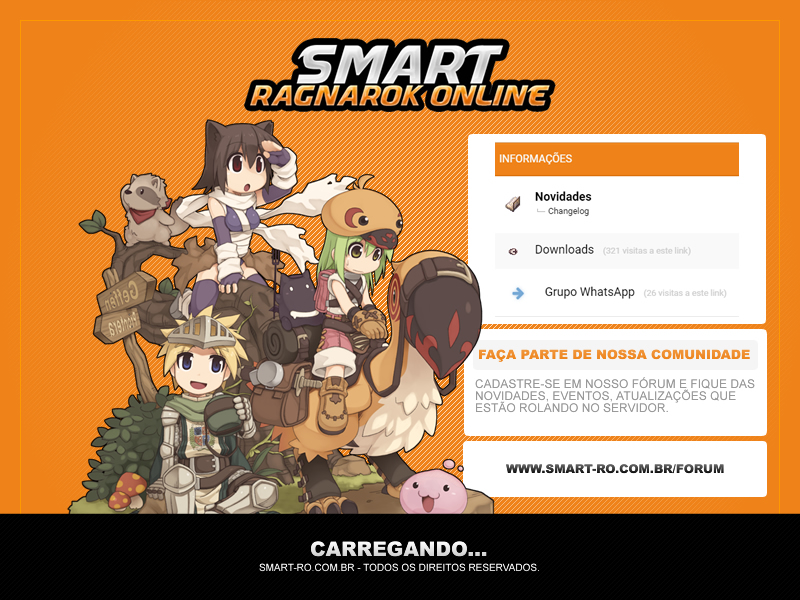 SMART
RAGNAROK ONLINE
INFORMAÇÕES
Novidades
Changelog
Downloads (321 visitas a este link)
Grupo WhatsApp (26 visitas a este link)
FAÇA PARTE DE NOSSA COMUNIDADE
CADASTRE-SE EM NOSSO FÓRUM E FIQUE DAS
NOVIDADES, EVENTOS, ATUALIZAÇÕES QUE
ESTÃO ROLANDO NO SERVIDOR.
WWW.SMART-RO.COM.BR/FORUM
CARREGANDO...
SMART-RO.COM.BR - TODOS OS DIREITOS RESERVADOS.